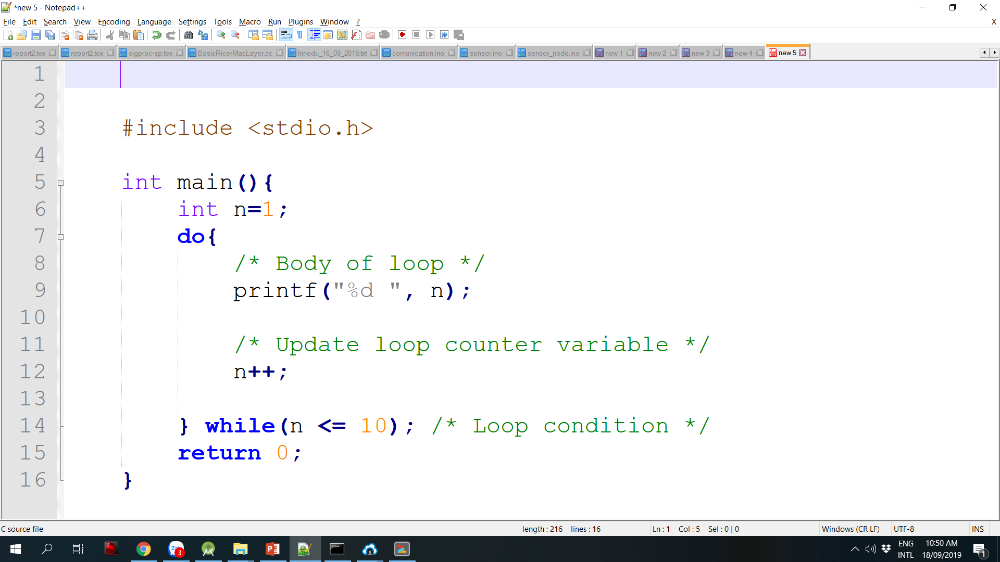 *new 5 - Notepad++
File Edit Search View Encoding Language Settings Tools Macro Run Plugins Window ? X
report2.tex report2.tex sigproc-sp.tex BasicRicerMacLayer.cc Innedu_16_09_2019.txt comunication.ino sensor.ino sensor_node.ino new 1 new 2 new 3 new 4 new 5
1
2
3 #include <stdio.h>
4
5 int main(){
6 int n=1;
7 do{
8 /* Body of loop */
9 printf("%d ", n);
10
11 /* Update loop counter variable */
12 n++;
13
14 } while(n <= 10); /* Loop condition */
15 return 0;
16 }
C source file length : 216 lines : 16 Ln : 1 Col : 5 Sel : 0 | 0 Windows (CR LF) UTF-8 INS
3
ENG 10:50 AM
INTL 18/09/2019 1